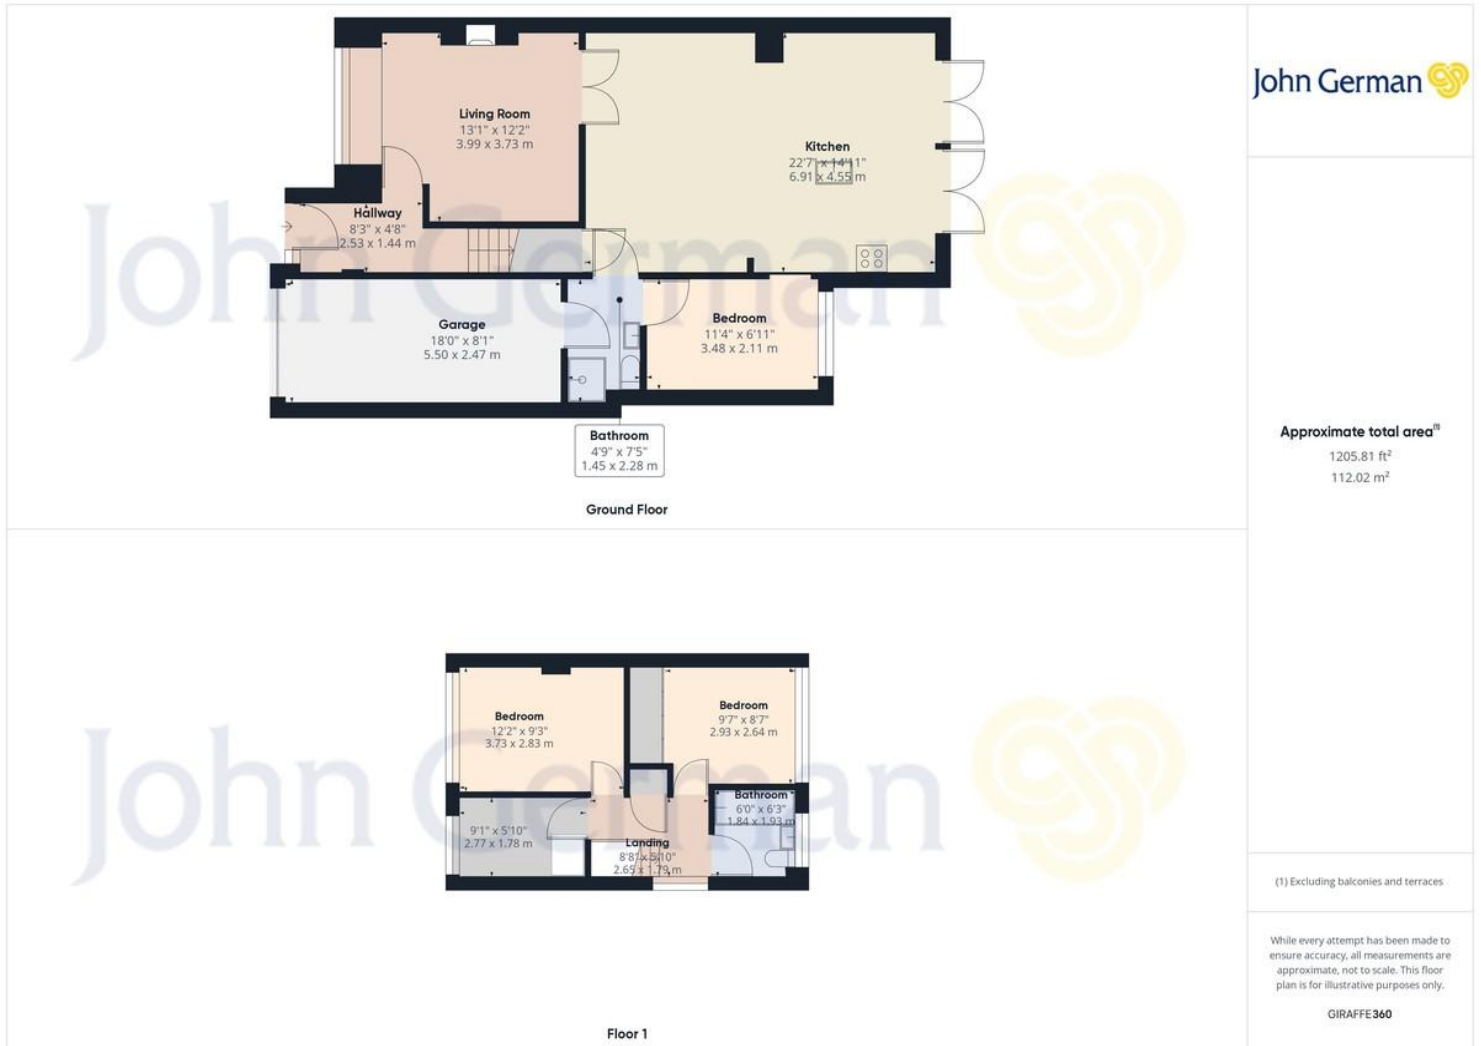 John German
Living Room
13'1" x 12'2"
3.99 x 3.73 m
Kitchen
22'7" x 14'11"
6.91 x 4.55 m
Hallway
8'3" x 4'8"
2.53 x 1.44 m
Garage
18'0" x 8'1"
5.50 x 2.47 m
Bedroom
11'4" x 6'11"
3.48 x 2.11 m
Bathroom
4'9" x 7'5"
1.45 x 2.28 m
Ground Floor
John German
Bedroom
12'2" x 9'3"
3.73 x 2.83 m
Bedroom
9'7" x 8'7"
2.93 x 2.64 m
Bathroom
6'0" x 6'3"
1.84 x 1.93 m
9'1" x 5'10"
2.77 x 1.78 m
Landing
8'8" x 5'10"
2.65 x 1.79 m
John German
Floor 1
Approximate total area(1)
1205.81 ft²
112.02 m²
(1) Excluding balconies and terraces
While every attempt has been made to
ensure accuracy, all measurements are
approximate, not to scale. This floor
plan is for illustrative purposes only.
GIRAFFE360